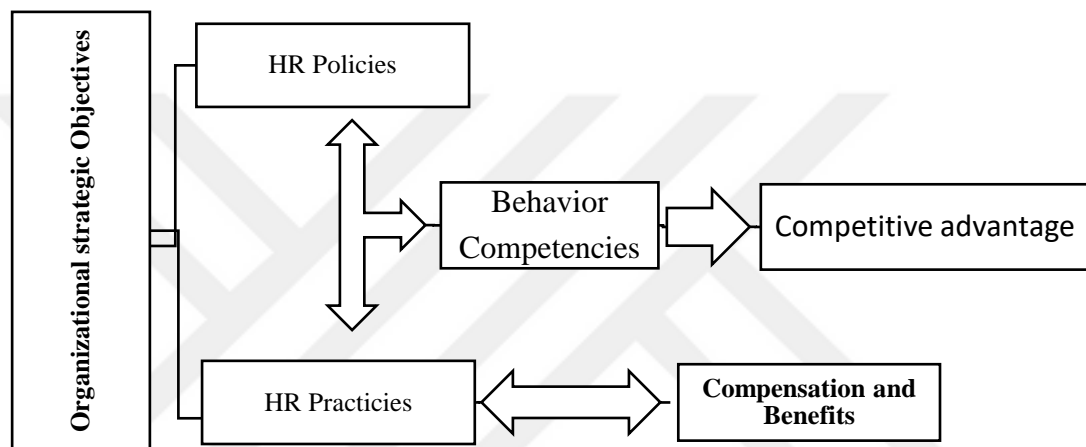 Organizational strategic Objectives
HR Policies
Behavior
Competencies
Competitive advantage
HR Practicies
Compensation and
Benefits